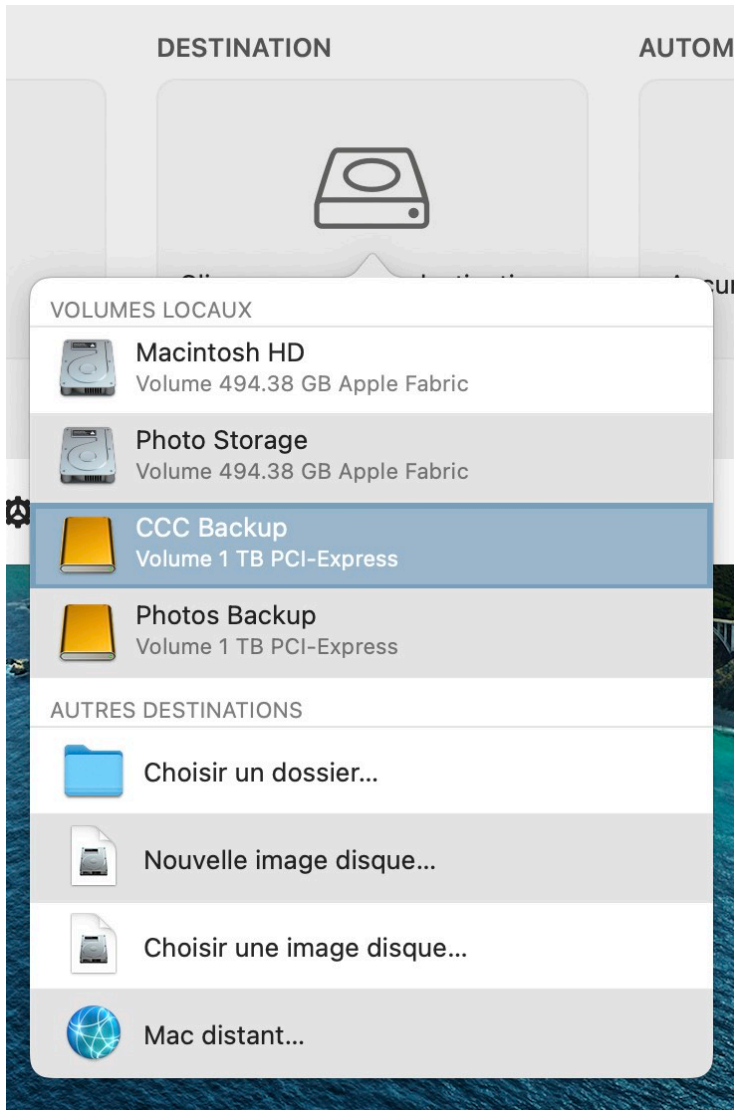 DESTINATION
AUTOM
VOLUMES LOCAUX
Macintosh HD
Volume 494.38 GB Apple Fabric
Photo Storage
Volume 494.38 GB Apple Fabric
CCC Backup
Volume 1 TB PCI-Express
Photos Backup
Volume 1 TB PCI-Express
AUTRES DESTINATIONS
Choisir un dossier...
Nouvelle image disque...
Choisir une image disque...
Mac distant...